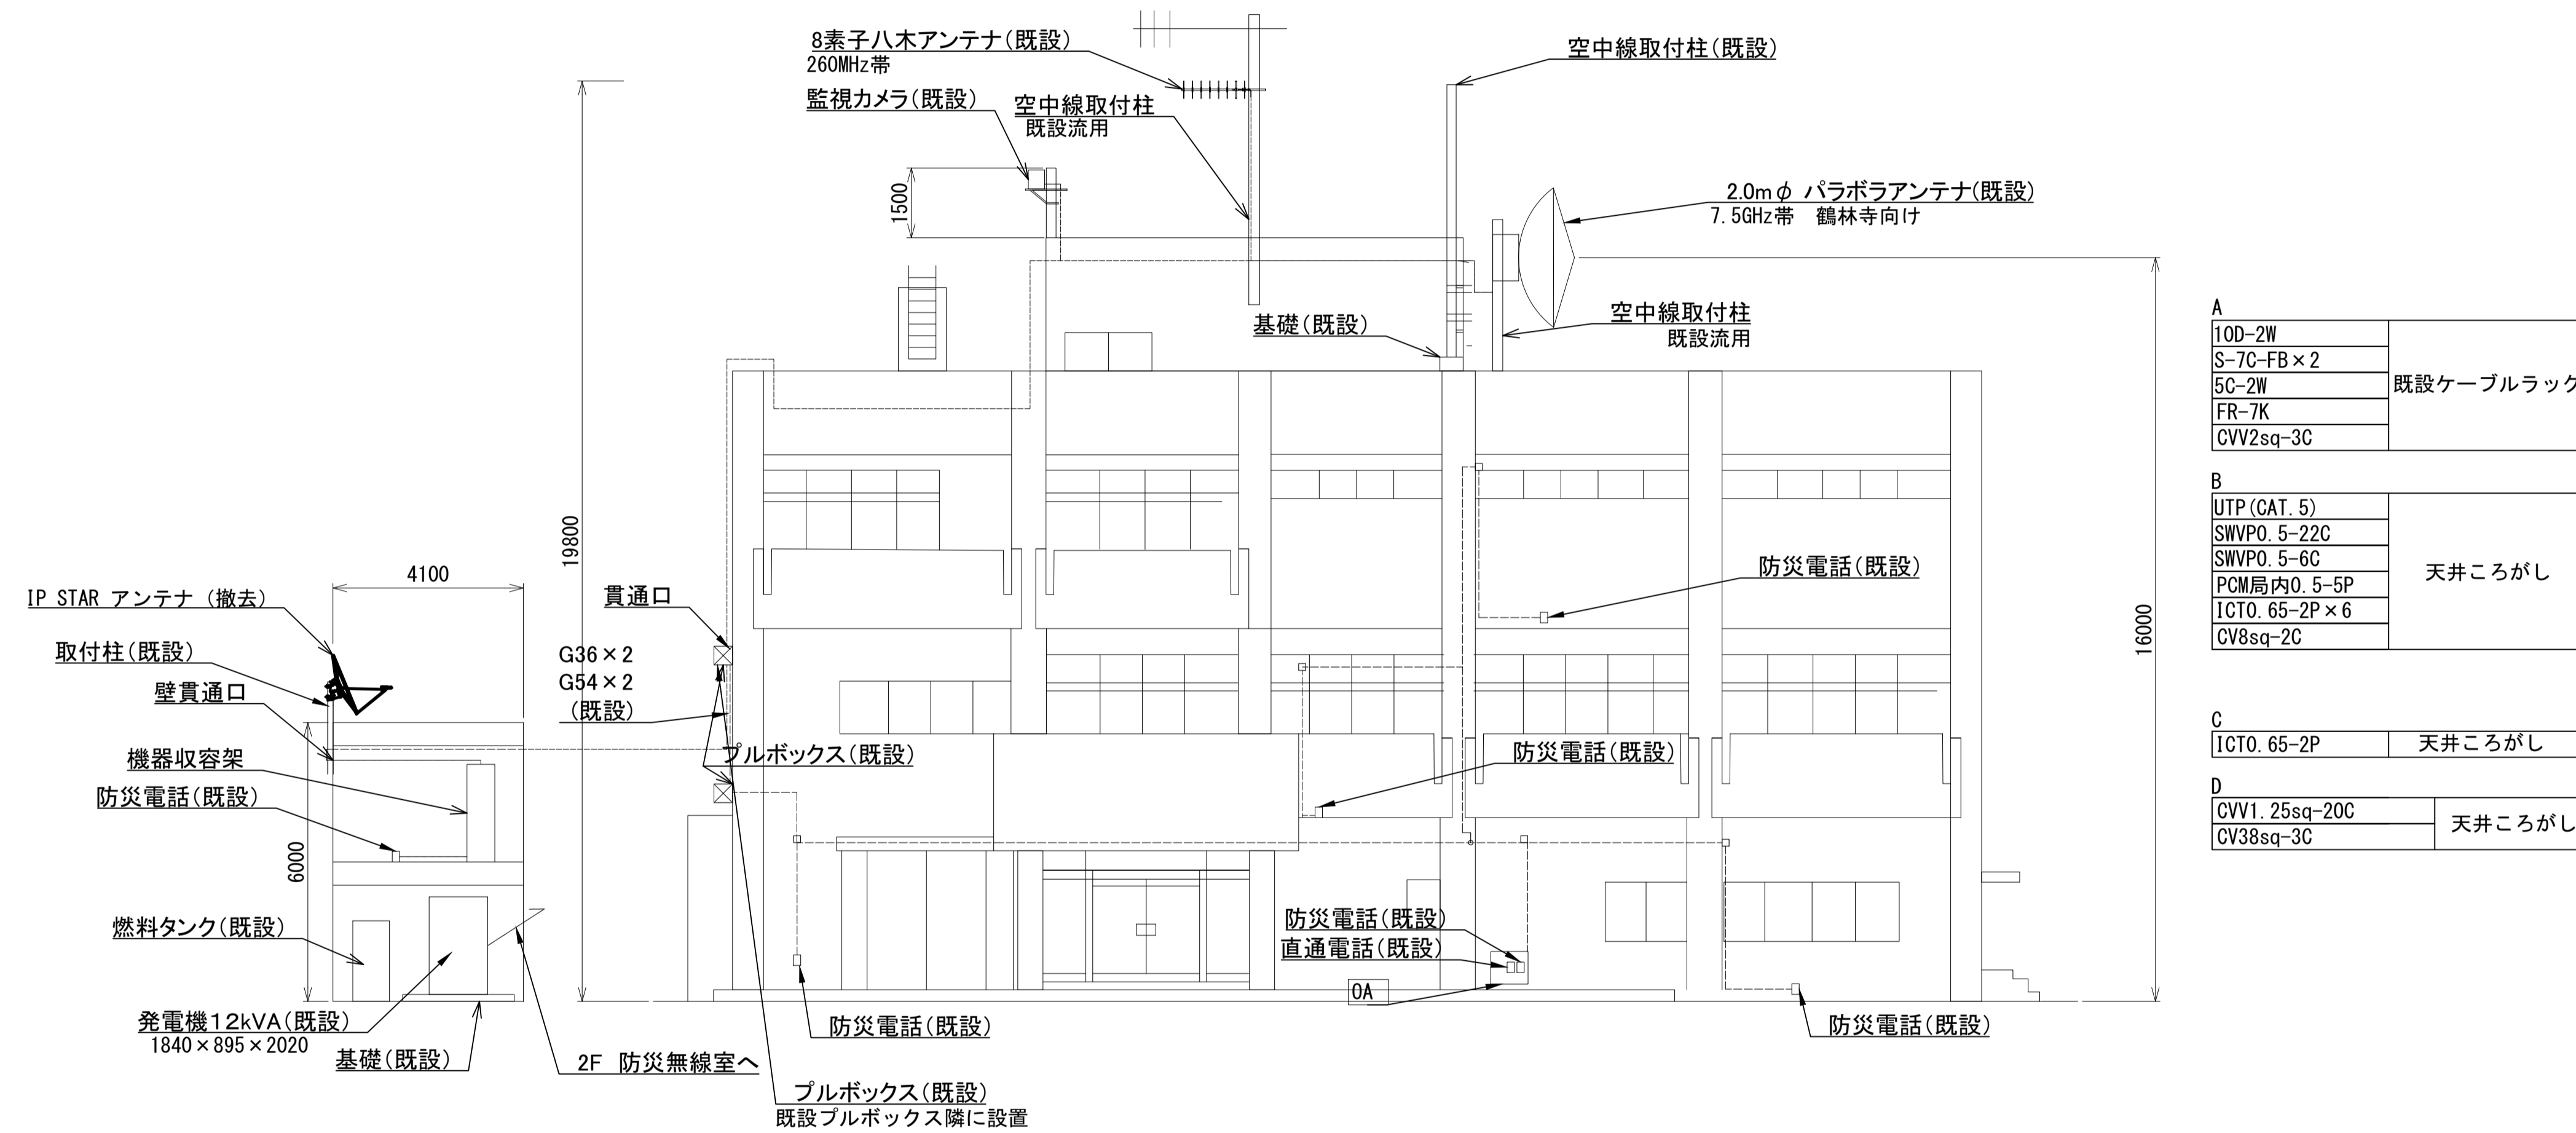 8素子八木アンテナ(既設)
260MHz帯
監視カメラ(既設)
空中線取付柱
既設流用
空中線取付柱(既設)
2.0mφ パラボラアンテナ(既設)
7.5GHz帯 鶴林寺向け
1500
基礎(既設)
空中線取付柱
既設流用
19800
16000
防災電話(既設)
4100
IP STAR アンテナ (撤去)
取付柱(既設)
壁貫通口
機器収容架
防災電話(既設)
6000
燃料タンク(既設)
発電機12kVA(既設)
1840×895×2020
基礎(既設)
2F 防災無線室へ
貫通口
G36×2
G54×2
(既設)
プルボックス(既設)
防災電話(既設)
防災電話(既設)
直通電話(既設)
OA
防災電話(既設)
防災電話(既設)
プルボックス(既設)
既設プルボックス隣に設置
A
10D-2W
S-7C-FB×2
5C-2W
FR-7K
CVV2sq-3C
既設ケーブルラック
B
UTP(CAT.5)
SWVP0.5-22C
SWVP0.5-6C
PCM局内0.5-5P
ICT0.65-2P×6
CV8sq-2C
天井ころがし
C
ICT0.65-2P 天井ころがし
D
CVV1.25sq-20C
CV38sq-3C
天井ころがし